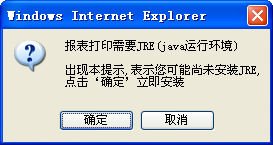 Windows Internet Explorer
报表打印需要JRE(java运行环境)
出现本提示,表示您可能尚未安装JRE,
点击‘确定’立即安装
确定
取消